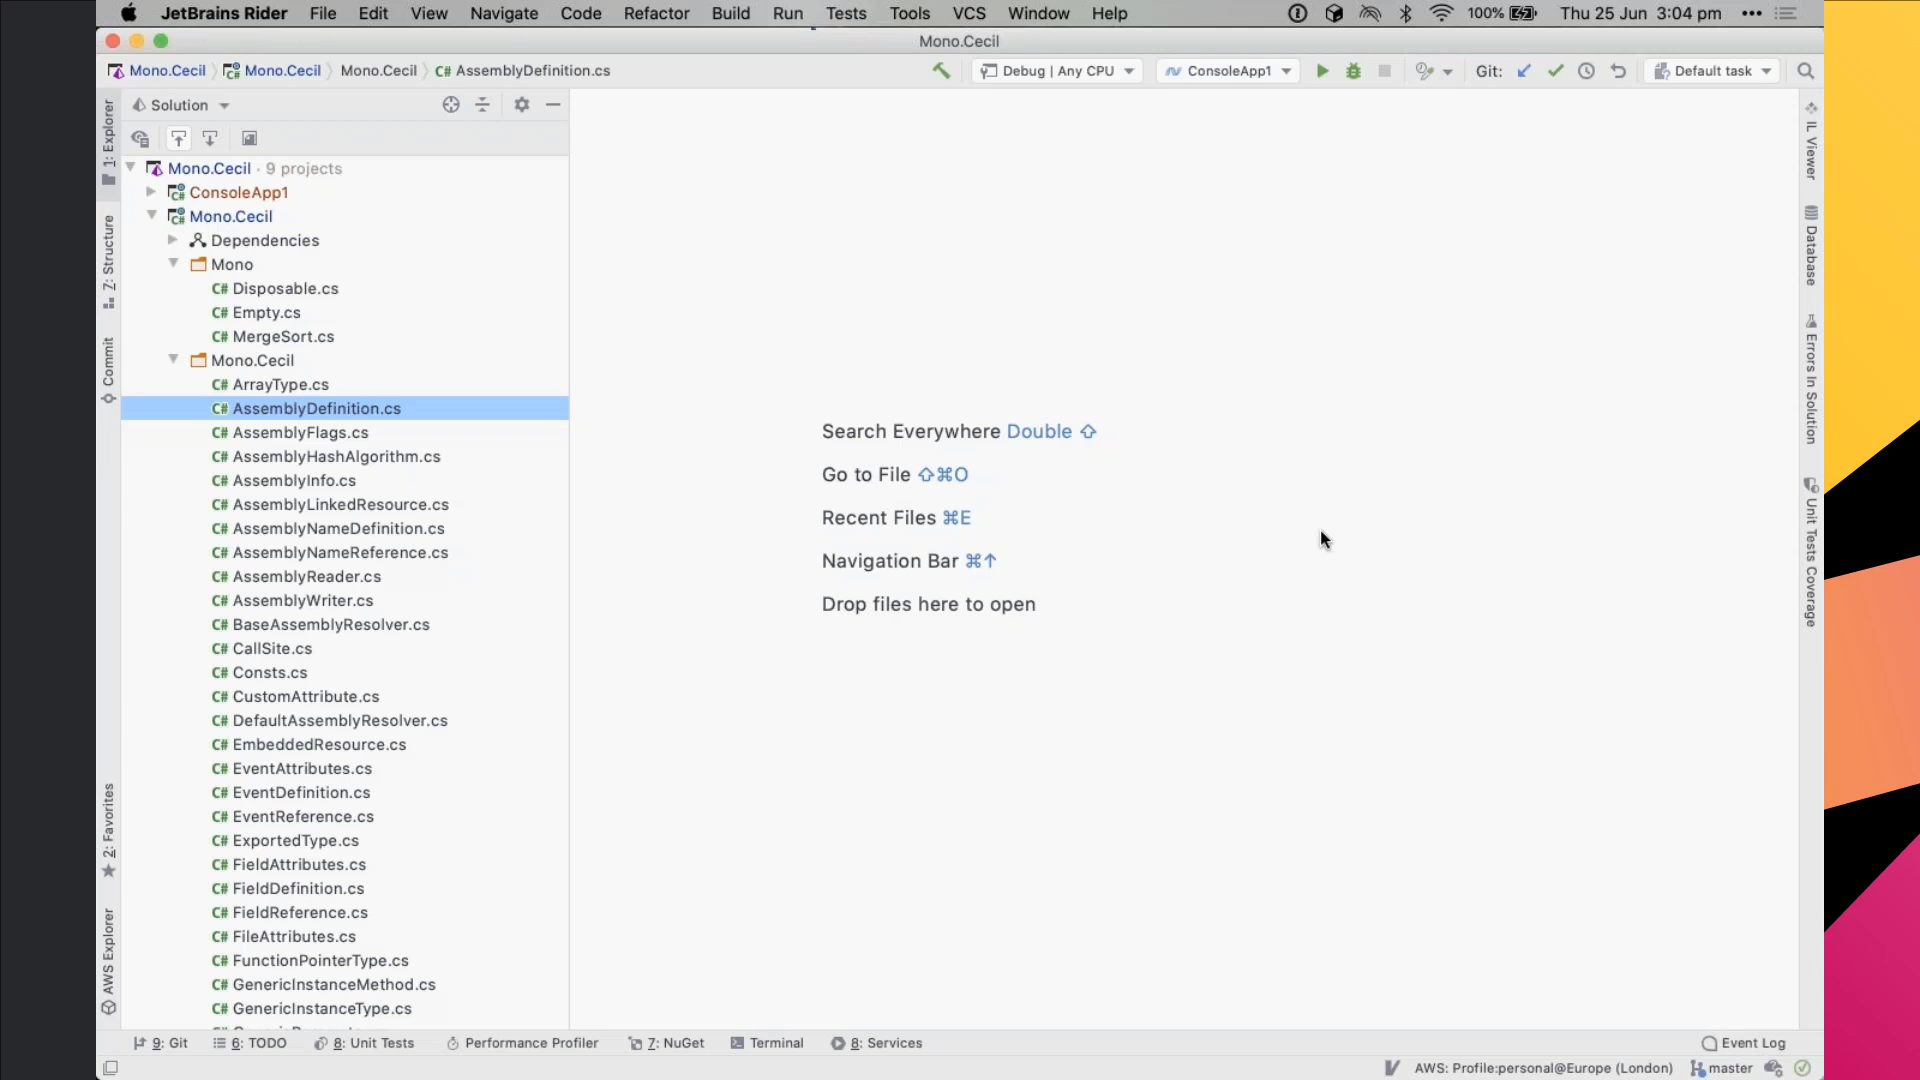 JetBrains Rider File Edit View Navigate Code Refactor Build Run Tests Tools VCS Window Help 100% Thu 25 Jun 3:04 pm
Mono.Cecil
Mono.Cecil Mono.Cecil Mono.Cecil C# AssemblyDefinition.cs Debug | Any CPU ConsoleApp1 Git: Default task
Solution
Mono.Cecil · 9 projects
ConsoleApp1
Mono.Cecil
Dependencies
Mono
C# Disposable.cs
C# Empty.cs
C# MergeSort.cs
Mono.Cecil
C# ArrayType.cs
C# AssemblyDefinition.cs
C# AssemblyFlags.cs
C# AssemblyHashAlgorithm.cs
C# AssemblyInfo.cs
C# AssemblyLinkedResource.cs
C# AssemblyNameDefinition.cs
C# AssemblyNameReference.cs
C# AssemblyReader.cs
C# AssemblyWriter.cs
C# BaseAssemblyResolver.cs
C# CallSite.cs
C# Consts.cs
C# CustomAttribute.cs
C# DefaultAssemblyResolver.cs
C# EmbeddedResource.cs
C# EventAttributes.cs
C# EventDefinition.cs
C# EventReference.cs
C# ExportedType.cs
C# FieldAttributes.cs
C# FieldDefinition.cs
C# FieldReference.cs
C# FileAttributes.cs
C# FunctionPointerType.cs
C# GenericInstanceMethod.cs
C# GenericInstanceType.cs
1: Explorer
Z: Structure
Commit
2: Favorites
AWS Explorer
Search Everywhere Double ⇧
Go to File ⇧⌘O
Recent Files ⌘E
Navigation Bar ⌘↑
Drop files here to open
IL Viewer
Database
Errors In Solution
Unit Tests Coverage
9: Git 6: TODO 8: Unit Tests Performance Profiler 7: NuGet Terminal 8: Services Event Log
AWS: Profile:personal@Europe (London) master